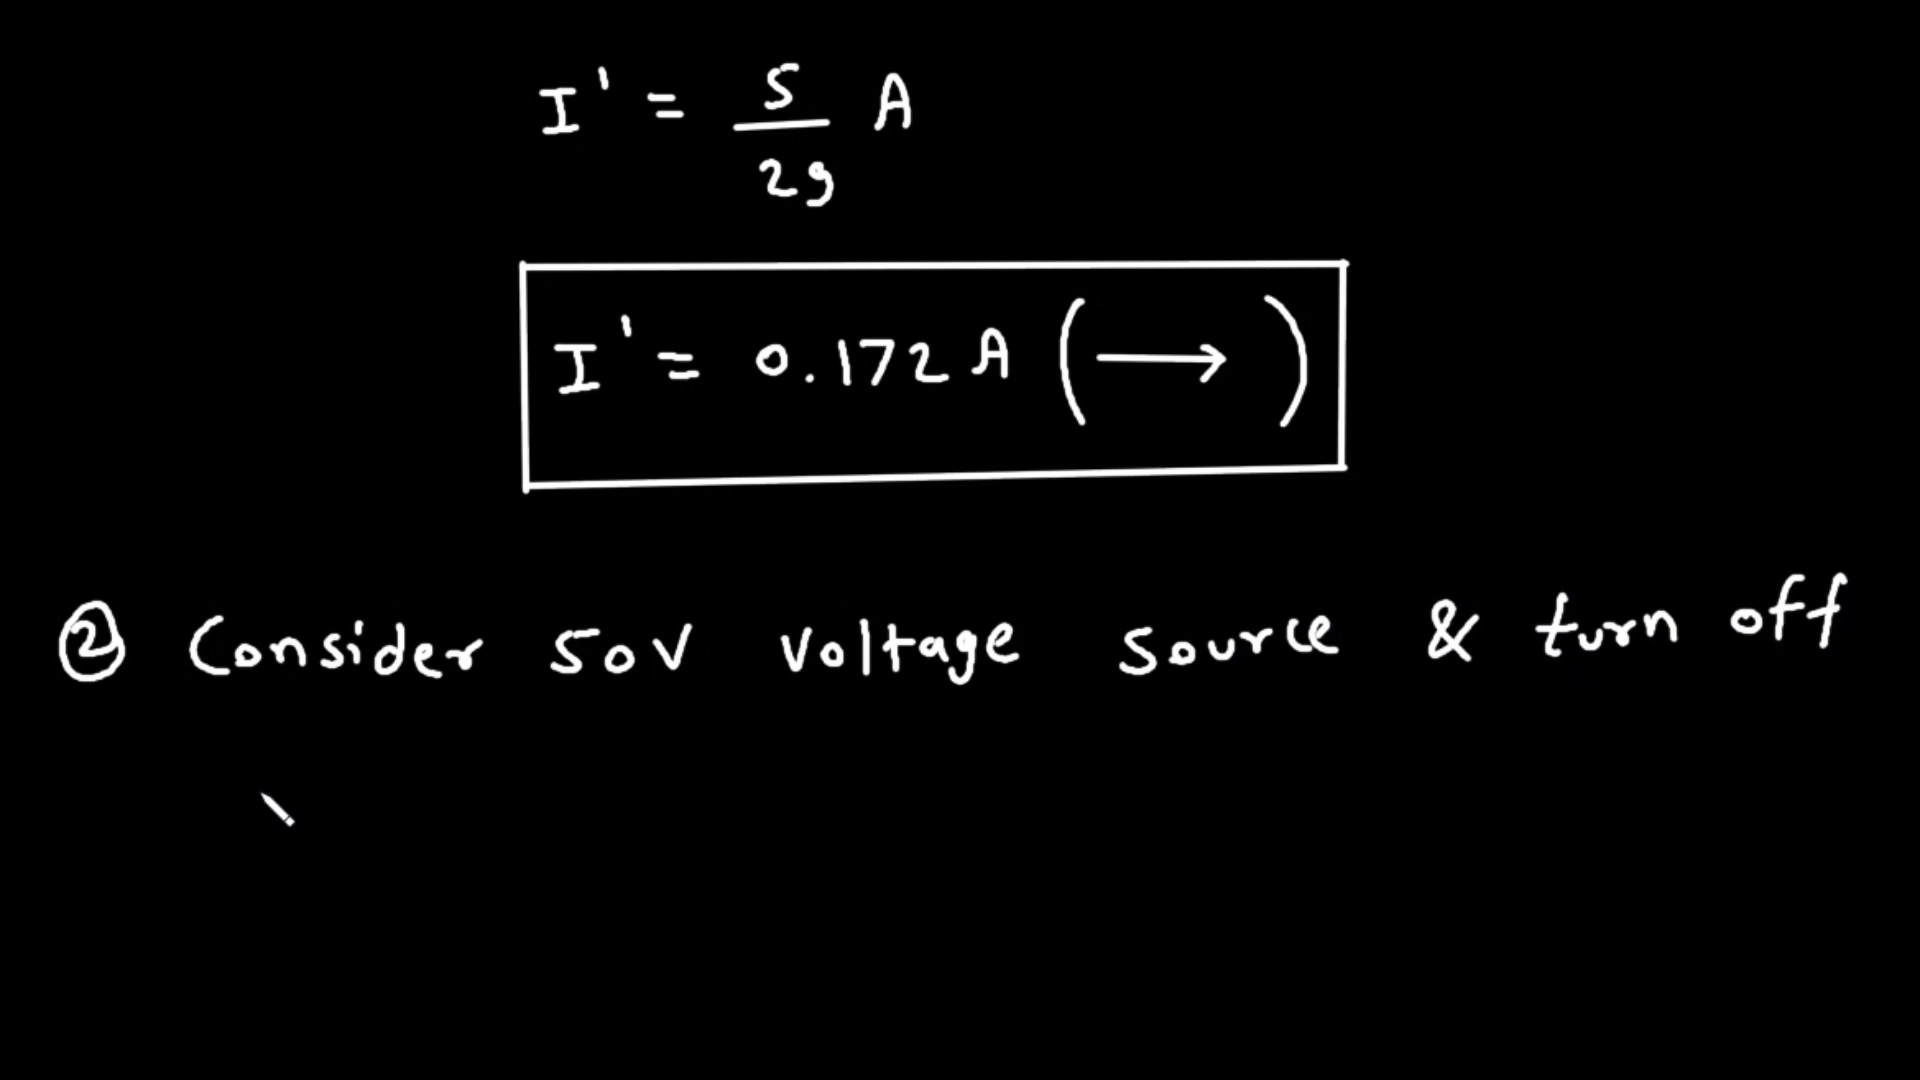 I' = 5/29 A
I' = 0.172 A (⟶)
② Consider 50V Voltage Source & turn off